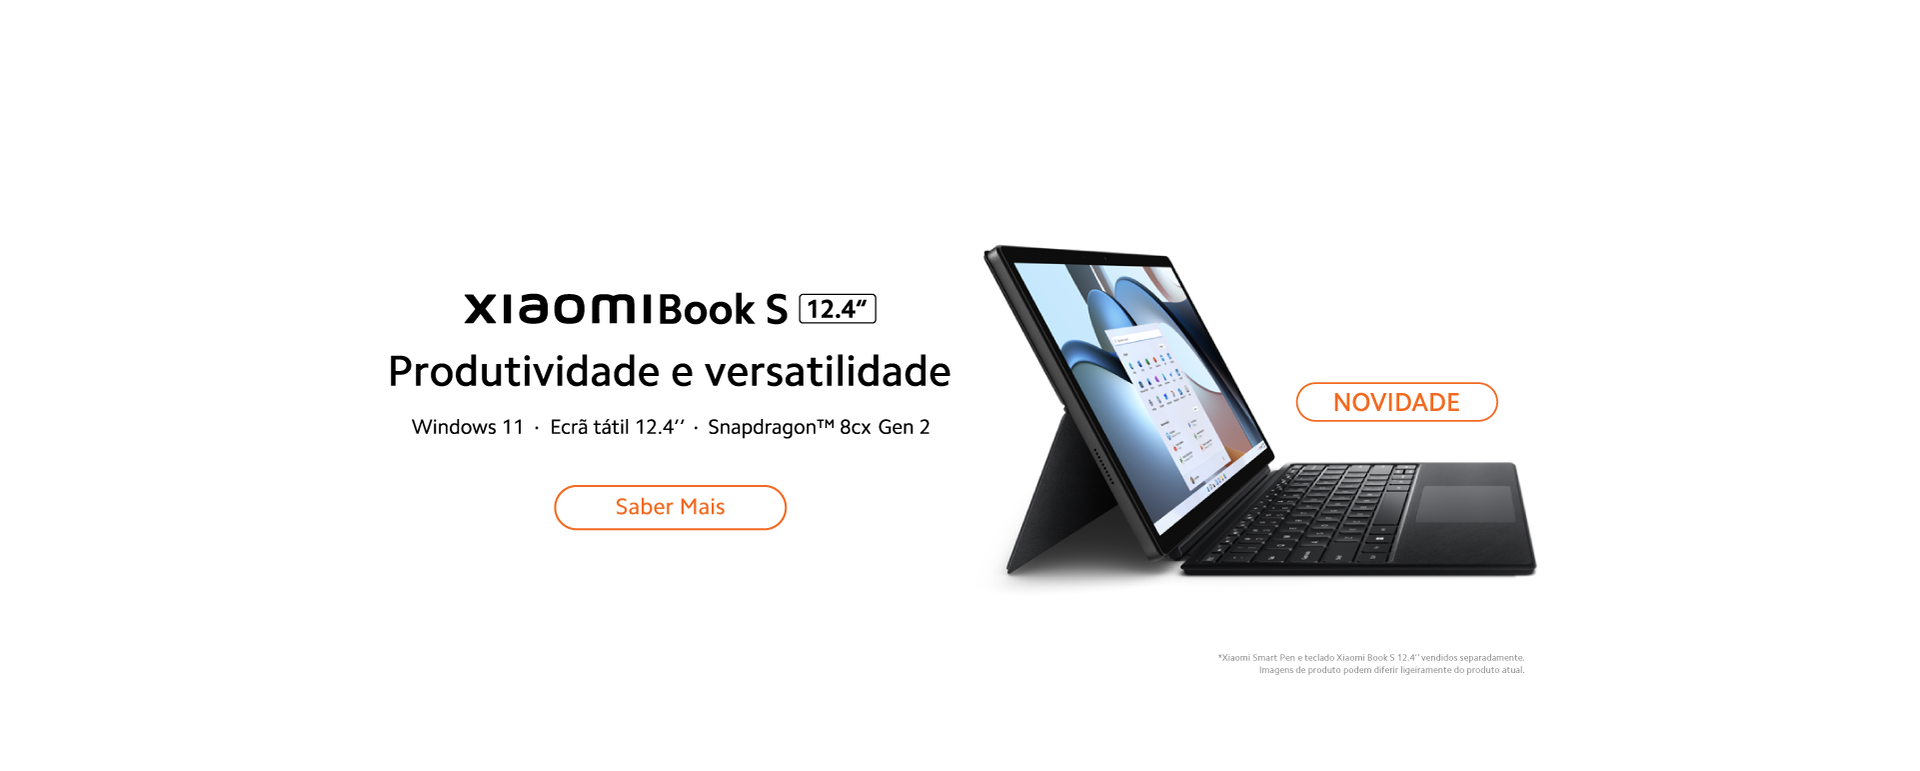 xiaomi Book S 12.4”
Produtividade e versatilidade
Windows 11 · Ecrã tátil 12.4’’ · Snapdragon™ 8cx Gen 2
Saber Mais
NOVIDADE
*Xiaomi Smart Pen e teclado Xiaomi Book S 12.4’’ vendidos separadamente.
Imagens de produto podem diferir ligeiramente do produto atual.